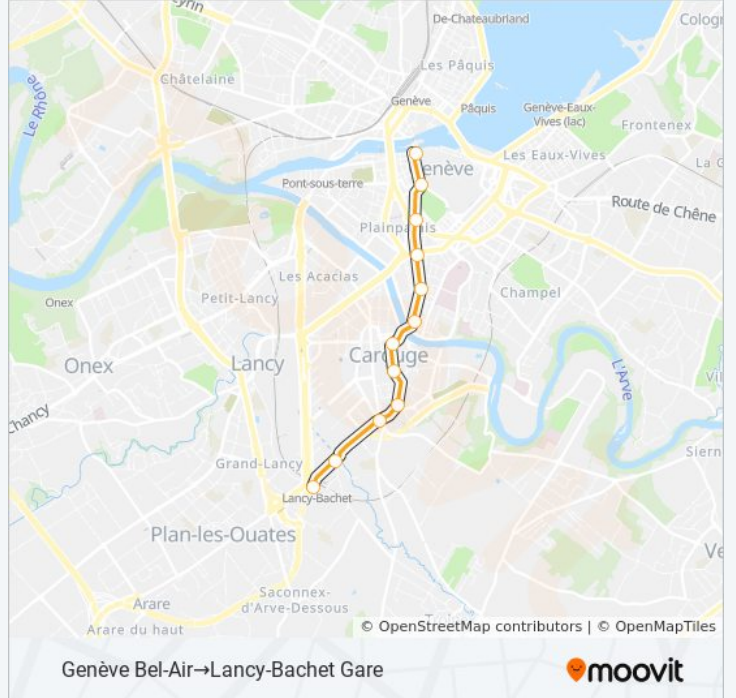 De-Chateaubriand
Châtelaine
Les Pâquis
Le Rhône
Genève
Pâquis
Genève-Eaux-
Vives (lac)
Frontenex
Les Eaux-Vives
enève
Pont-sous-terre
Route de Chêne
Plainpalais
Les Acacias
Champel
Onex
Petit-Lancy
Carouge
Onex
Lancy
L'Arve
Chancy
Grand-Lancy
Lancy-Bachet
Plan-les-Ouates
Saconnex-
d'Arve-Dessous
Arare
Arare du haut
© OpenStreetMap contributors | © OpenMapTiles
Genève Bel-Air→Lancy-Bachet Gare
moovit